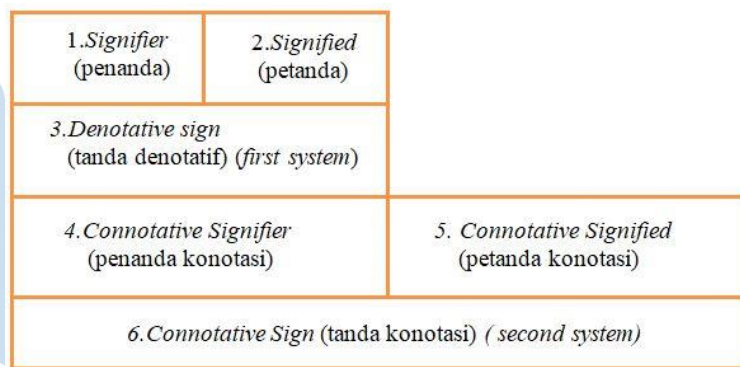 1.Signifier
(penanda)
2.Signified
(petanda)
3.Denotative sign
(tanda denotatif) (first system)
4.Connotative Signifier
(penanda konotasi)
5. Connotative Signified
(petanda konotasi)
6.Connotative Sign (tanda konotasi) ( second system)